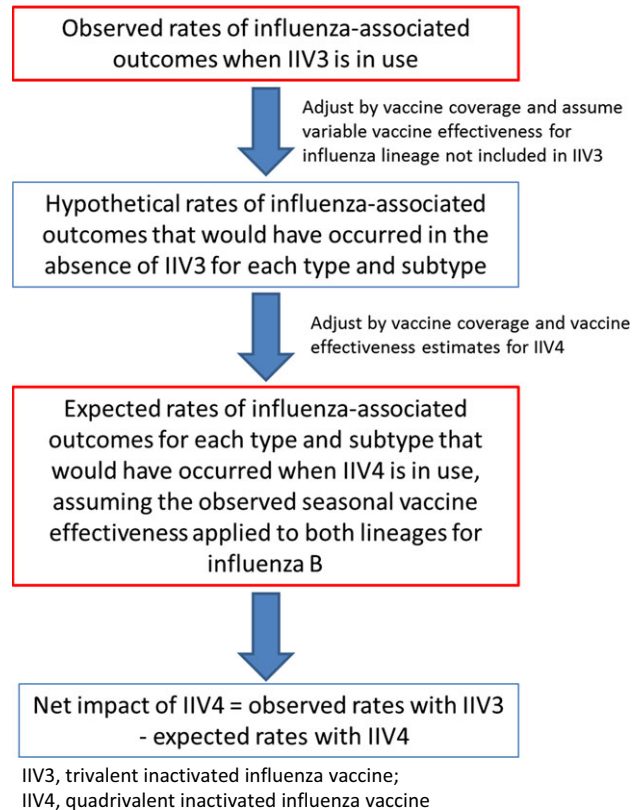 Observed rates of influenza-associated
outcomes when IIV3 is in use
Adjust by vaccine coverage and assume
variable vaccine effectiveness for
influenza lineage not included in IIV3
Hypothetical rates of influenza-associated
outcomes that would have occurred in the
absence of IIV3 for each type and subtype
Adjust by vaccine coverage and vaccine
effectiveness estimates for IIV4
Expected rates of influenza-associated
outcomes for each type and subtype that
would have occurred when IIV4 is in use,
assuming the observed seasonal vaccine
effectiveness applied to both lineages for
influenza B
Net impact of IIV4 = observed rates with IIV3
- expected rates with IIV4
IIV3, trivalent inactivated influenza vaccine;
IIV4, quadrivalent inactivated influenza vaccine